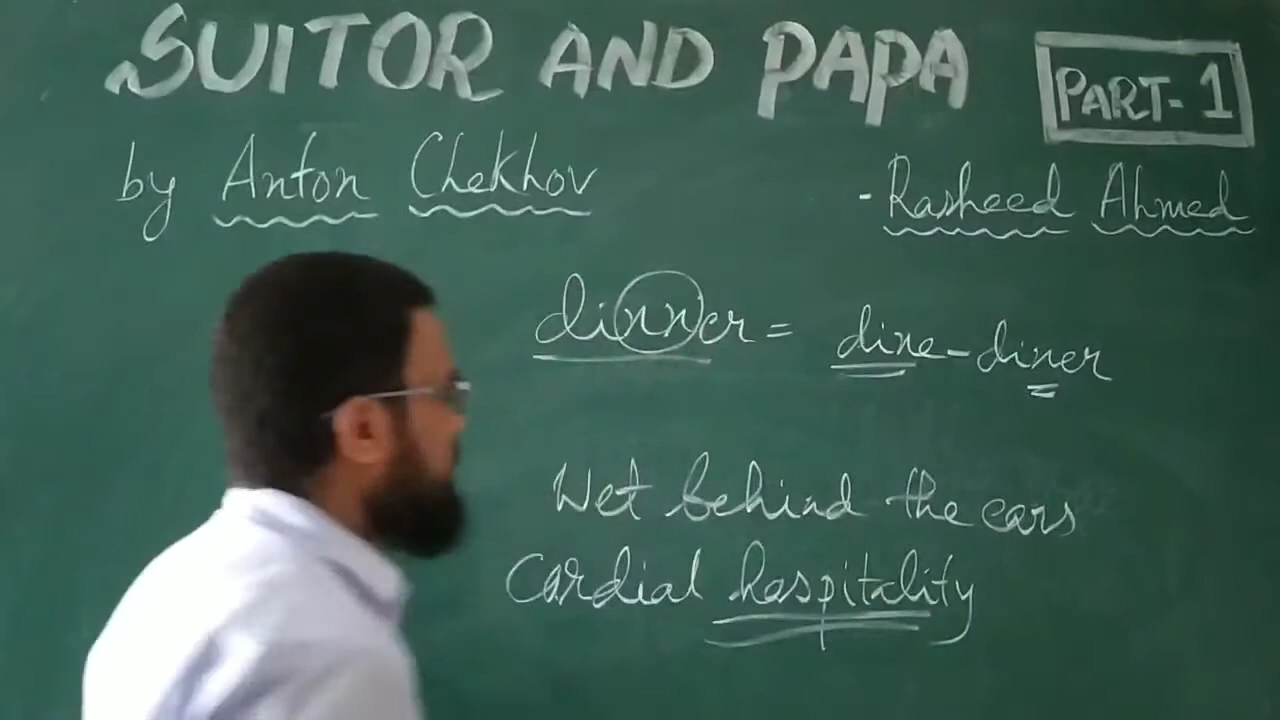 SUITOR AND PAPA
PART-1
by Anton Chekhov
-Rasheed Ahmed
dinner = dine - diner
Wet behind the ears
Cordial hospitality